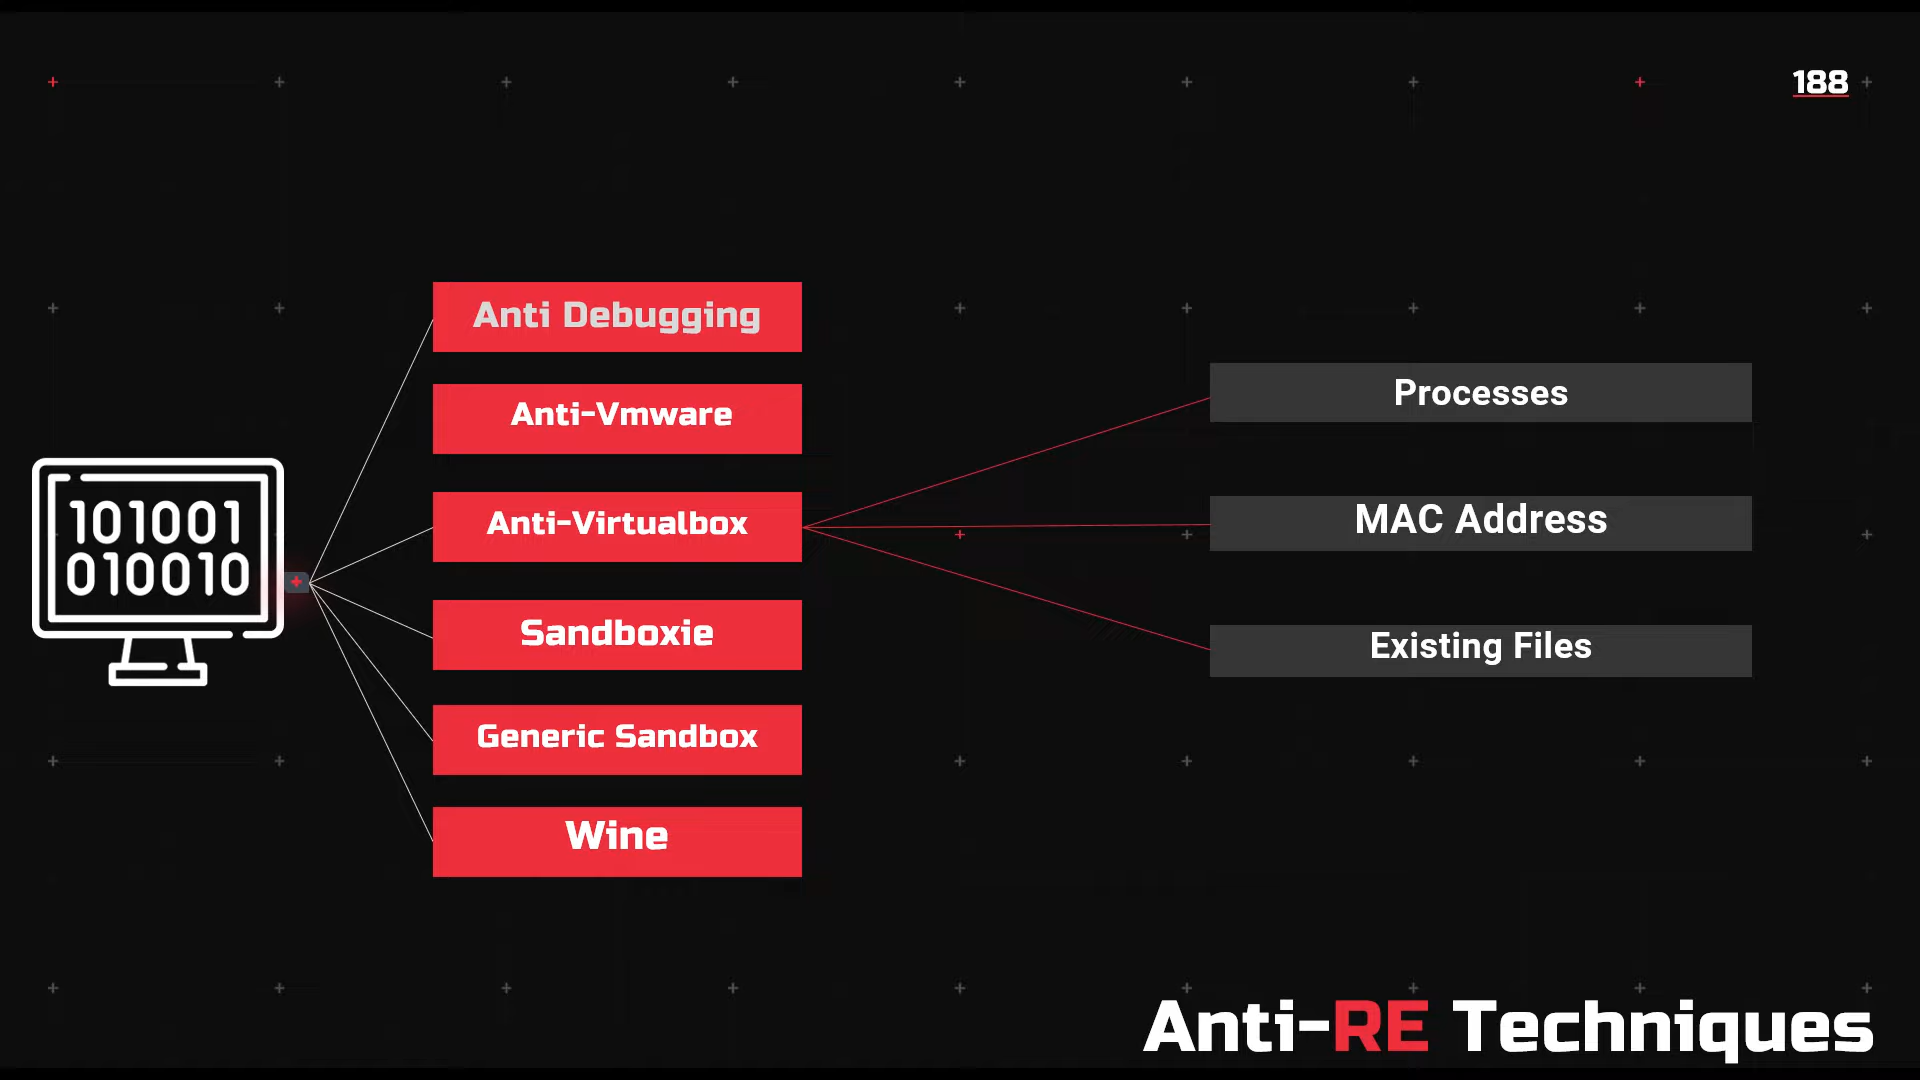 188
Anti Debugging
Anti-Vmware
Anti-Virtualbox
Sandboxie
Generic Sandbox
Wine
Processes
MAC Address
Existing Files
101001
010010
Anti-RE Techniques